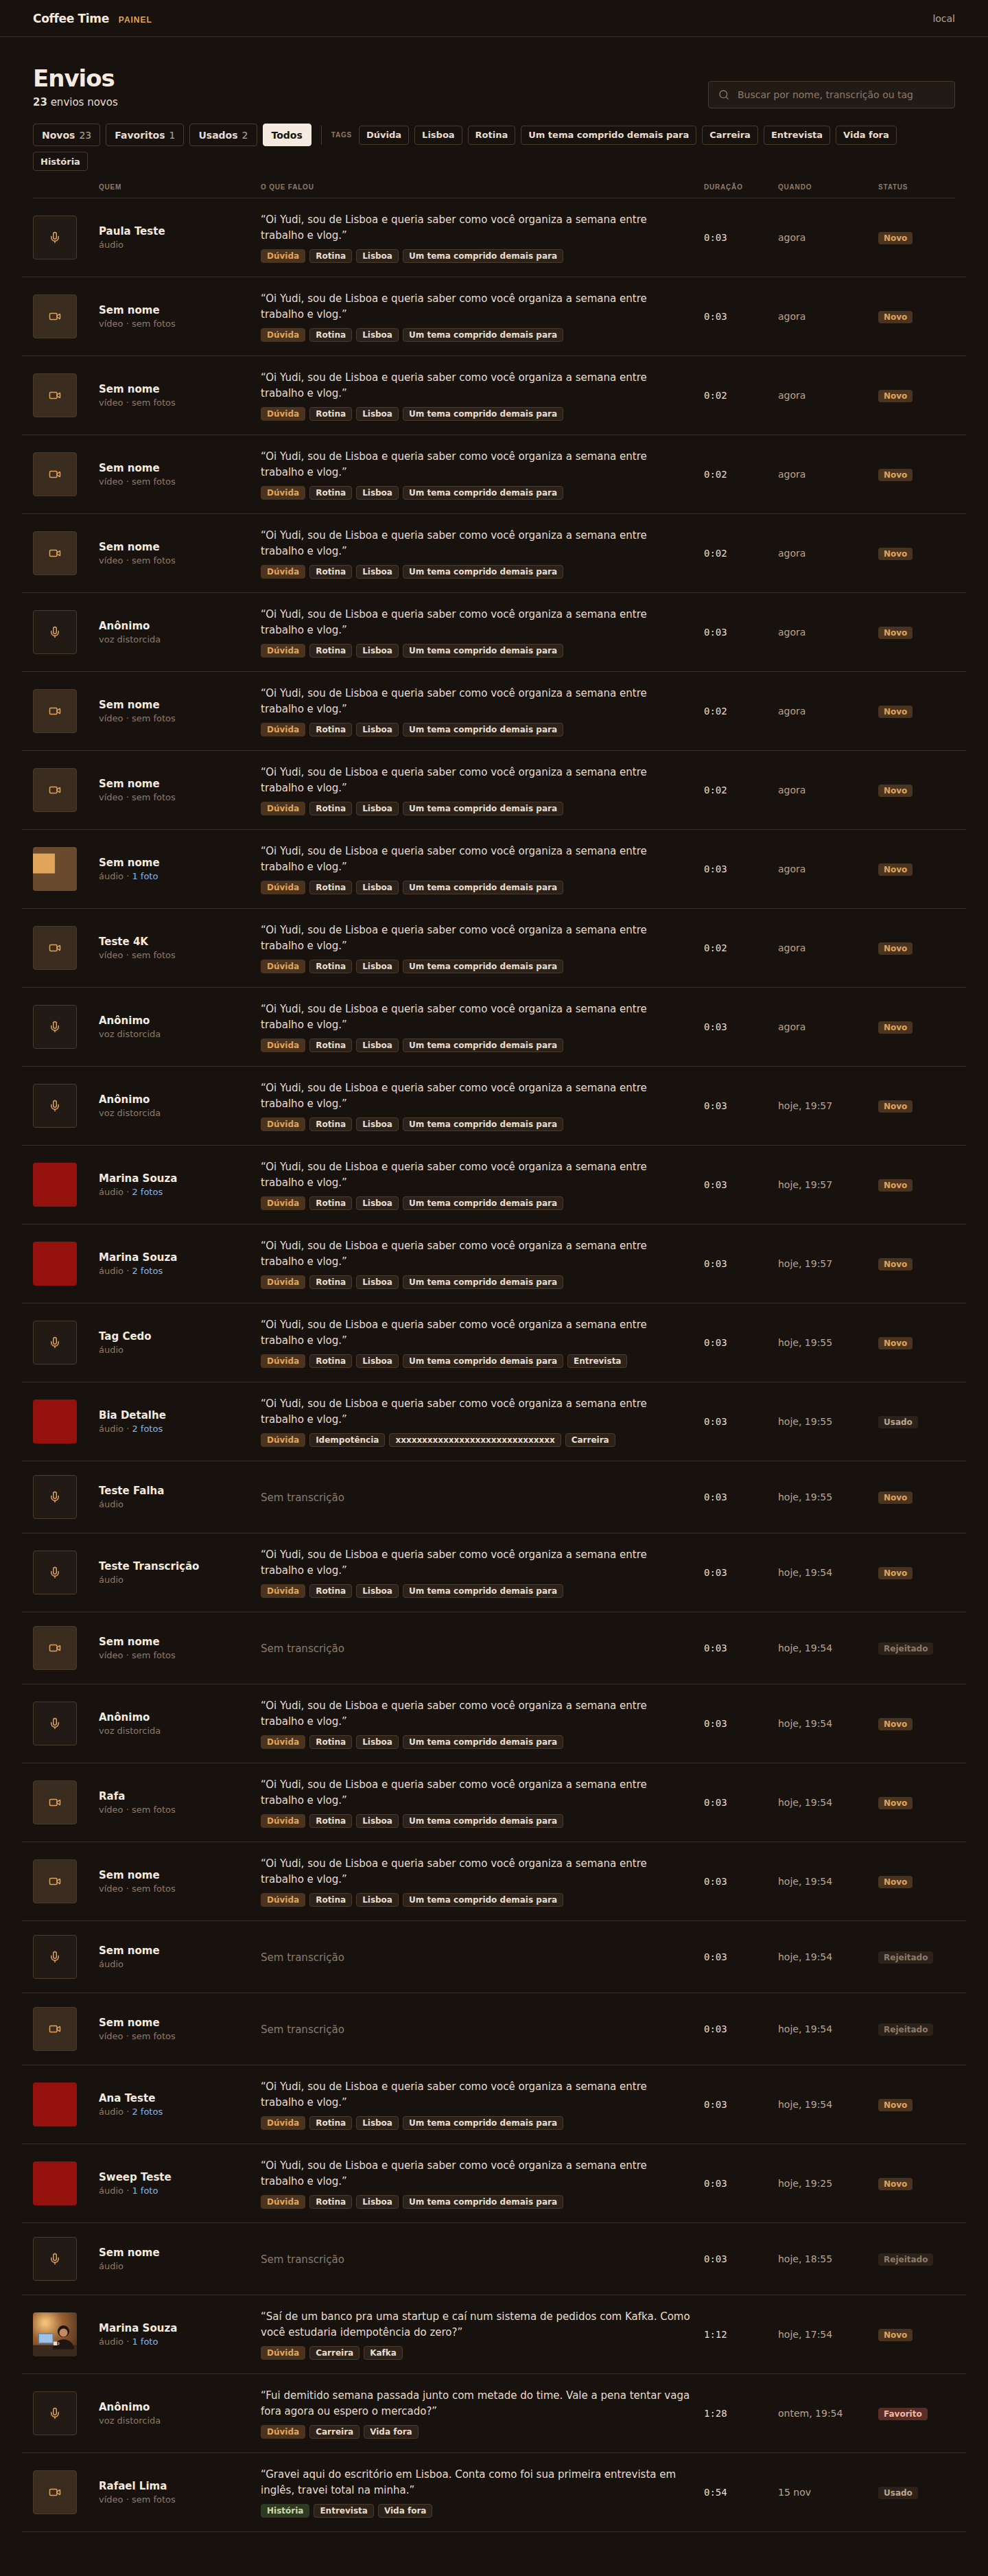 Coffee Time PAINEL local
Envios
23 envios novos
Buscar por nome, transcrição ou tag
Novos 23 Favoritos 1 Usados 2 Todos TAGS Dúvida Lisboa Rotina Um tema comprido demais para Carreira Entrevista Vida fora
História
QUEM O QUE FALOU DURAÇÃO QUANDO STATUS
Paula Teste
áudio
“Oi Yudi, sou de Lisboa e queria saber como você organiza a semana entre
trabalho e vlog.”
Dúvida Rotina Lisboa Um tema comprido demais para
0:03 agora Novo
Sem nome
vídeo · sem fotos
“Oi Yudi, sou de Lisboa e queria saber como você organiza a semana entre
trabalho e vlog.”
Dúvida Rotina Lisboa Um tema comprido demais para
0:03 agora Novo
Sem nome
vídeo · sem fotos
“Oi Yudi, sou de Lisboa e queria saber como você organiza a semana entre
trabalho e vlog.”
Dúvida Rotina Lisboa Um tema comprido demais para
0:02 agora Novo
Sem nome
vídeo · sem fotos
“Oi Yudi, sou de Lisboa e queria saber como você organiza a semana entre
trabalho e vlog.”
Dúvida Rotina Lisboa Um tema comprido demais para
0:02 agora Novo
Sem nome
vídeo · sem fotos
“Oi Yudi, sou de Lisboa e queria saber como você organiza a semana entre
trabalho e vlog.”
Dúvida Rotina Lisboa Um tema comprido demais para
0:02 agora Novo
Anônimo
voz distorcida
“Oi Yudi, sou de Lisboa e queria saber como você organiza a semana entre
trabalho e vlog.”
Dúvida Rotina Lisboa Um tema comprido demais para
0:03 agora Novo
Sem nome
vídeo · sem fotos
“Oi Yudi, sou de Lisboa e queria saber como você organiza a semana entre
trabalho e vlog.”
Dúvida Rotina Lisboa Um tema comprido demais para
0:02 agora Novo
Sem nome
vídeo · sem fotos
“Oi Yudi, sou de Lisboa e queria saber como você organiza a semana entre
trabalho e vlog.”
Dúvida Rotina Lisboa Um tema comprido demais para
0:02 agora Novo
Sem nome
áudio · 1 foto
“Oi Yudi, sou de Lisboa e queria saber como você organiza a semana entre
trabalho e vlog.”
Dúvida Rotina Lisboa Um tema comprido demais para
0:03 agora Novo
Teste 4K
vídeo · sem fotos
“Oi Yudi, sou de Lisboa e queria saber como você organiza a semana entre
trabalho e vlog.”
Dúvida Rotina Lisboa Um tema comprido demais para
0:02 agora Novo
Anônimo
voz distorcida
“Oi Yudi, sou de Lisboa e queria saber como você organiza a semana entre
trabalho e vlog.”
Dúvida Rotina Lisboa Um tema comprido demais para
0:03 agora Novo
Anônimo
voz distorcida
“Oi Yudi, sou de Lisboa e queria saber como você organiza a semana entre
trabalho e vlog.”
Dúvida Rotina Lisboa Um tema comprido demais para
0:03 hoje, 19:57 Novo
Marina Souza
áudio · 2 fotos
“Oi Yudi, sou de Lisboa e queria saber como você organiza a semana entre
trabalho e vlog.”
Dúvida Rotina Lisboa Um tema comprido demais para
0:03 hoje, 19:57 Novo
Marina Souza
áudio · 2 fotos
“Oi Yudi, sou de Lisboa e queria saber como você organiza a semana entre
trabalho e vlog.”
Dúvida Rotina Lisboa Um tema comprido demais para
0:03 hoje, 19:57 Novo
Tag Cedo
áudio
“Oi Yudi, sou de Lisboa e queria saber como você organiza a semana entre
trabalho e vlog.”
Dúvida Rotina Lisboa Um tema comprido demais para Entrevista
0:03 hoje, 19:55 Novo
Bia Detalhe
áudio · 2 fotos
“Oi Yudi, sou de Lisboa e queria saber como você organiza a semana entre
trabalho e vlog.”
Dúvida Idempotência xxxxxxxxxxxxxxxxxxxxxxxxxxxxxx Carreira
0:03 hoje, 19:55 Usado
Teste Falha
áudio
Sem transcrição
0:03 hoje, 19:55 Novo
Teste Transcrição
áudio
“Oi Yudi, sou de Lisboa e queria saber como você organiza a semana entre
trabalho e vlog.”
Dúvida Rotina Lisboa Um tema comprido demais para
0:03 hoje, 19:54 Novo
Sem nome
vídeo · sem fotos
Sem transcrição
0:03 hoje, 19:54 Rejeitado
Anônimo
voz distorcida
“Oi Yudi, sou de Lisboa e queria saber como você organiza a semana entre
trabalho e vlog.”
Dúvida Rotina Lisboa Um tema comprido demais para
0:03 hoje, 19:54 Novo
Rafa
vídeo · sem fotos
“Oi Yudi, sou de Lisboa e queria saber como você organiza a semana entre
trabalho e vlog.”
Dúvida Rotina Lisboa Um tema comprido demais para
0:03 hoje, 19:54 Novo
Sem nome
vídeo · sem fotos
“Oi Yudi, sou de Lisboa e queria saber como você organiza a semana entre
trabalho e vlog.”
Dúvida Rotina Lisboa Um tema comprido demais para
0:03 hoje, 19:54 Novo
Sem nome
áudio
Sem transcrição
0:03 hoje, 19:54 Rejeitado
Sem nome
vídeo · sem fotos
Sem transcrição
0:03 hoje, 19:54 Rejeitado
Ana Teste
áudio · 2 fotos
“Oi Yudi, sou de Lisboa e queria saber como você organiza a semana entre
trabalho e vlog.”
Dúvida Rotina Lisboa Um tema comprido demais para
0:03 hoje, 19:54 Novo
Sweep Teste
áudio · 1 foto
“Oi Yudi, sou de Lisboa e queria saber como você organiza a semana entre
trabalho e vlog.”
Dúvida Rotina Lisboa Um tema comprido demais para
0:03 hoje, 19:25 Novo
Sem nome
áudio
Sem transcrição
0:03 hoje, 18:55 Rejeitado
Marina Souza
áudio · 1 foto
“Saí de um banco pra uma startup e caí num sistema de pedidos com Kafka. Como
você estudaria idempotência do zero?”
Dúvida Carreira Kafka
1:12 hoje, 17:54 Novo
Anônimo
voz distorcida
“Fui demitido semana passada junto com metade do time. Vale a pena tentar vaga
fora agora ou espero o mercado?”
Dúvida Carreira Vida fora
1:28 ontem, 19:54 Favorito
Rafael Lima
vídeo · sem fotos
“Gravei aqui do escritório em Lisboa. Conta como foi sua primeira entrevista em
inglês, travei total na minha.”
História Entrevista Vida fora
0:54 15 nov Usado